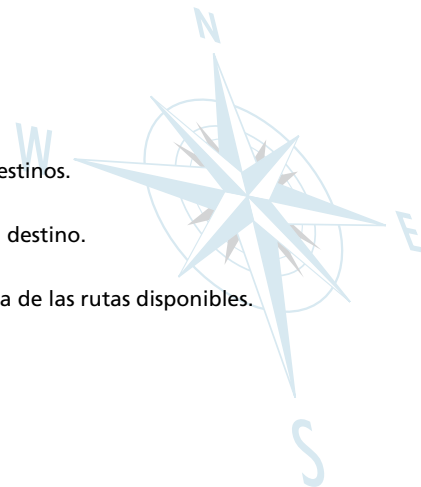 N
W
estinos.
E
destino.
a de las rutas disponibles.
S